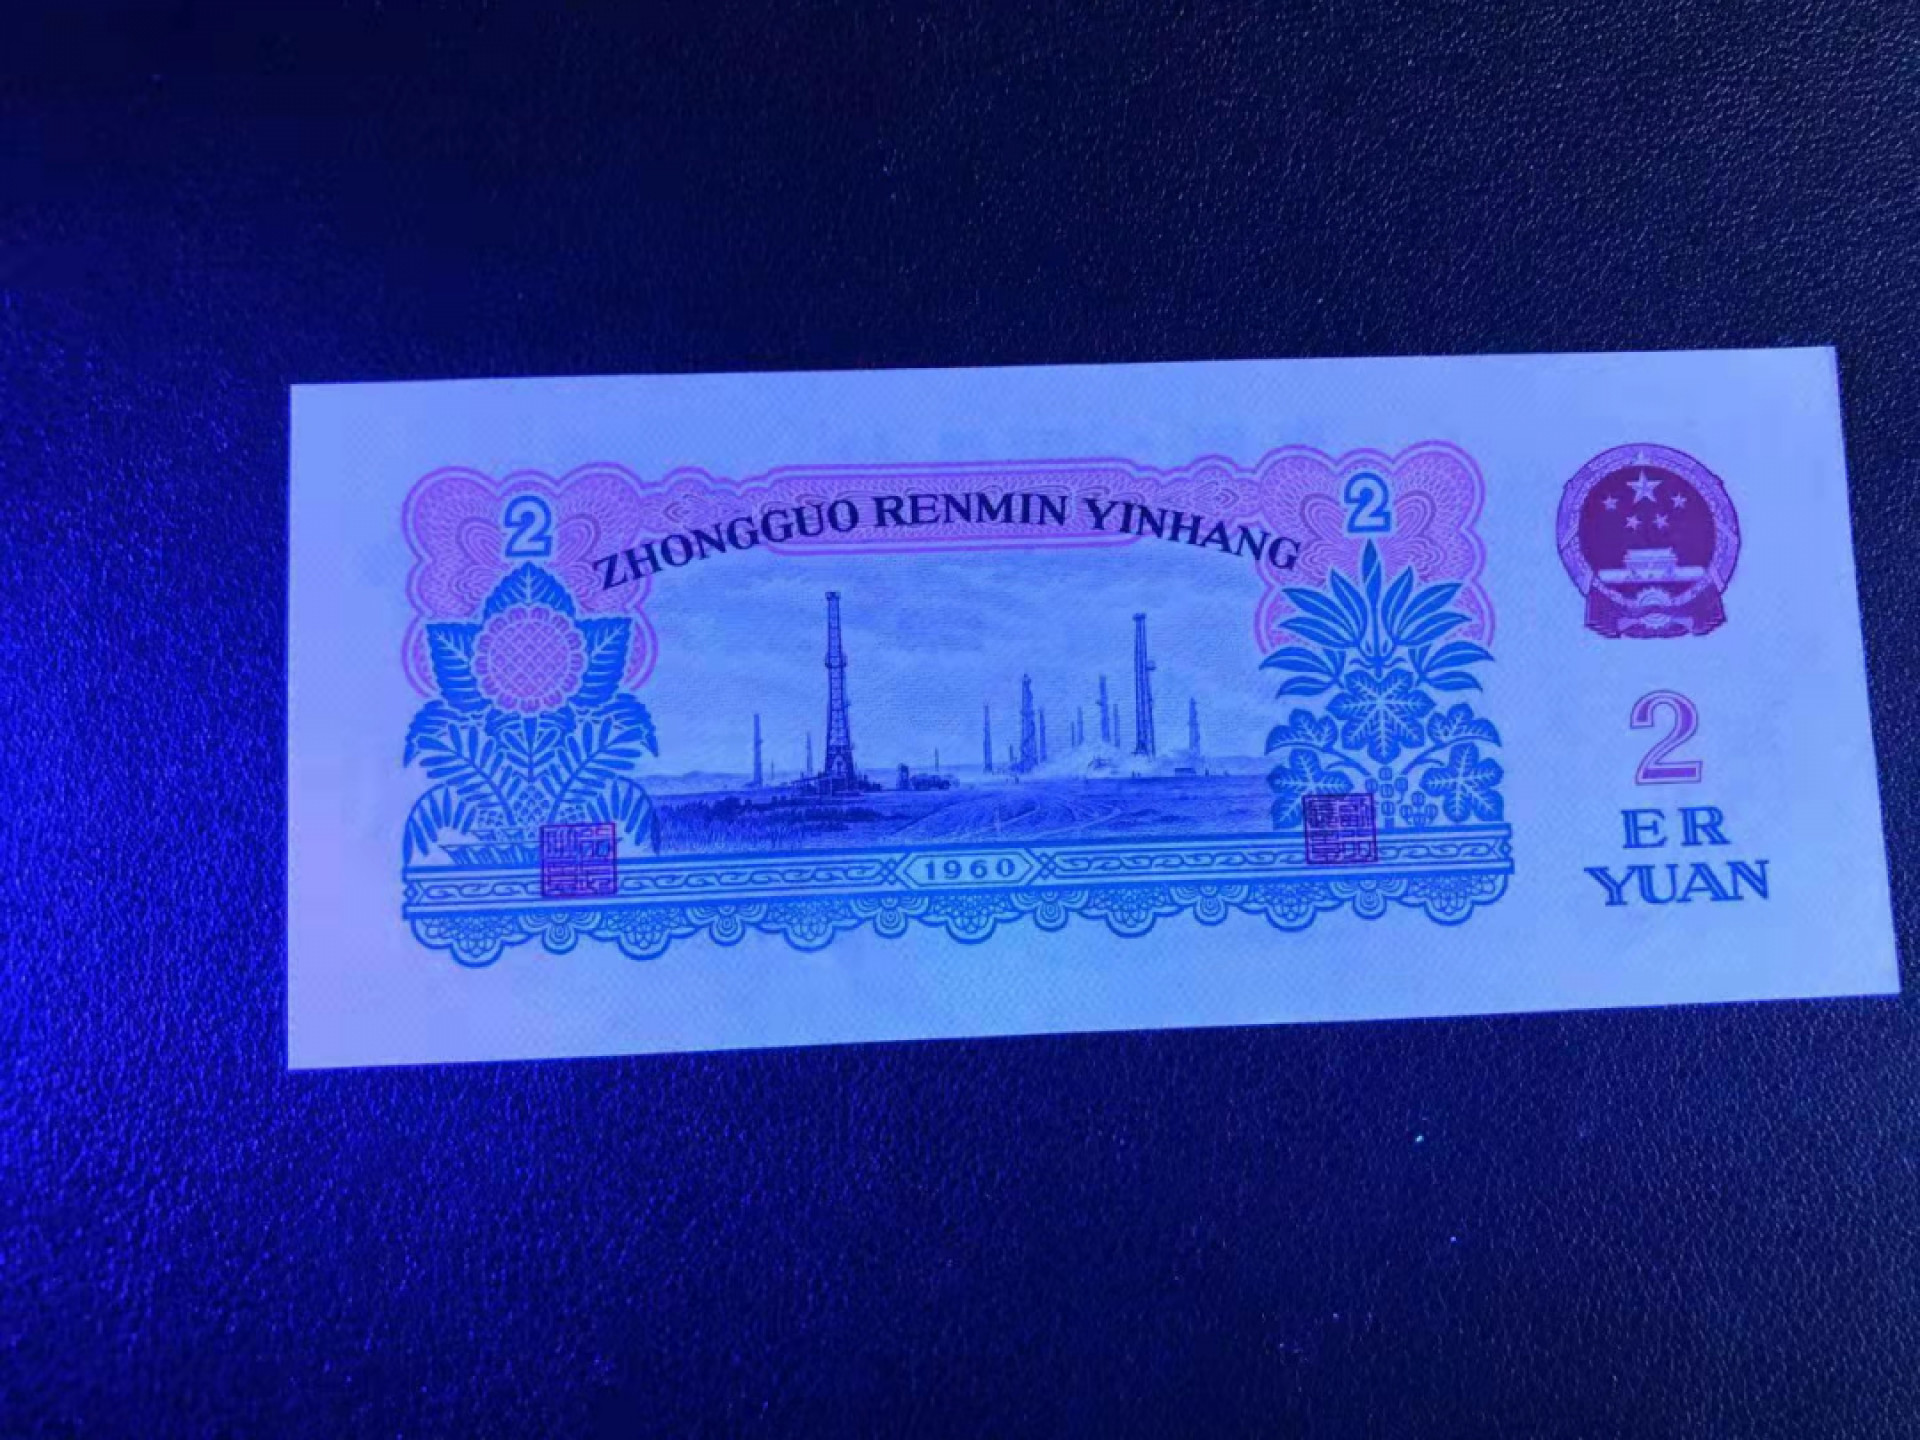 2
2
ZHONGGUO RENMIN YINHANG
1960
2
ER
YUAN